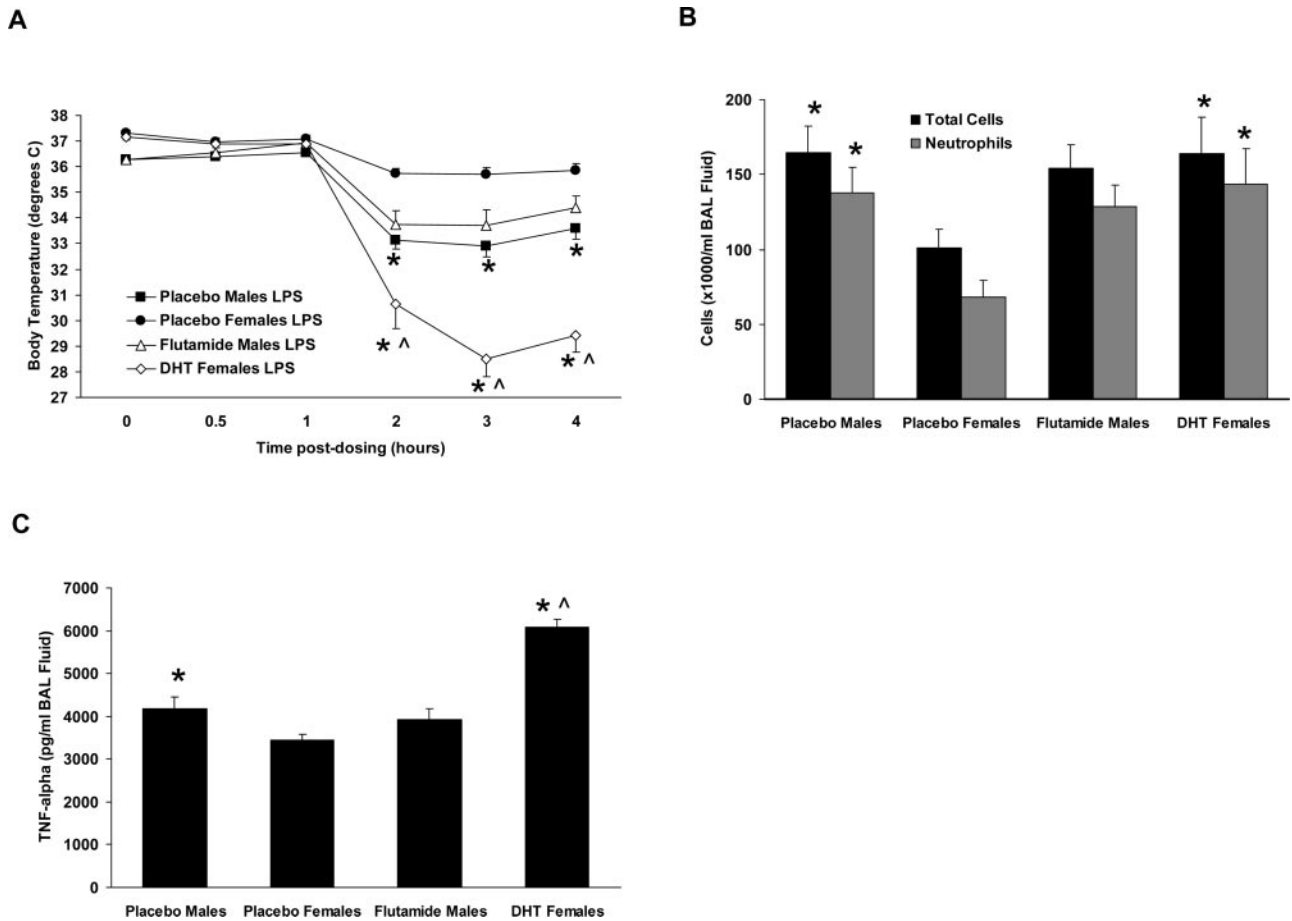 A
B
38
37
36
35
34
33
32
31
30
29
28
27
Body Temperature (degrees C)
Placebo Males LPS
Placebo Females LPS
Flutamide Males LPS
DHT Females LPS
*
*
*
* ^
* ^
* ^
0 0.5 1 2 3 4
Time post-dosing (hours)
200
150
100
50
0
Cells (x1000/ml BAL Fluid)
Total Cells
Neutrophils
*
*
*
*
Placebo Males Placebo Females Flutamide Males DHT Females
C
7000
6000
5000
4000
3000
2000
1000
0
TNF-alpha (pg/ml BAL Fluid)
*
* ^
Placebo Males Placebo Females Flutamide Males DHT Females